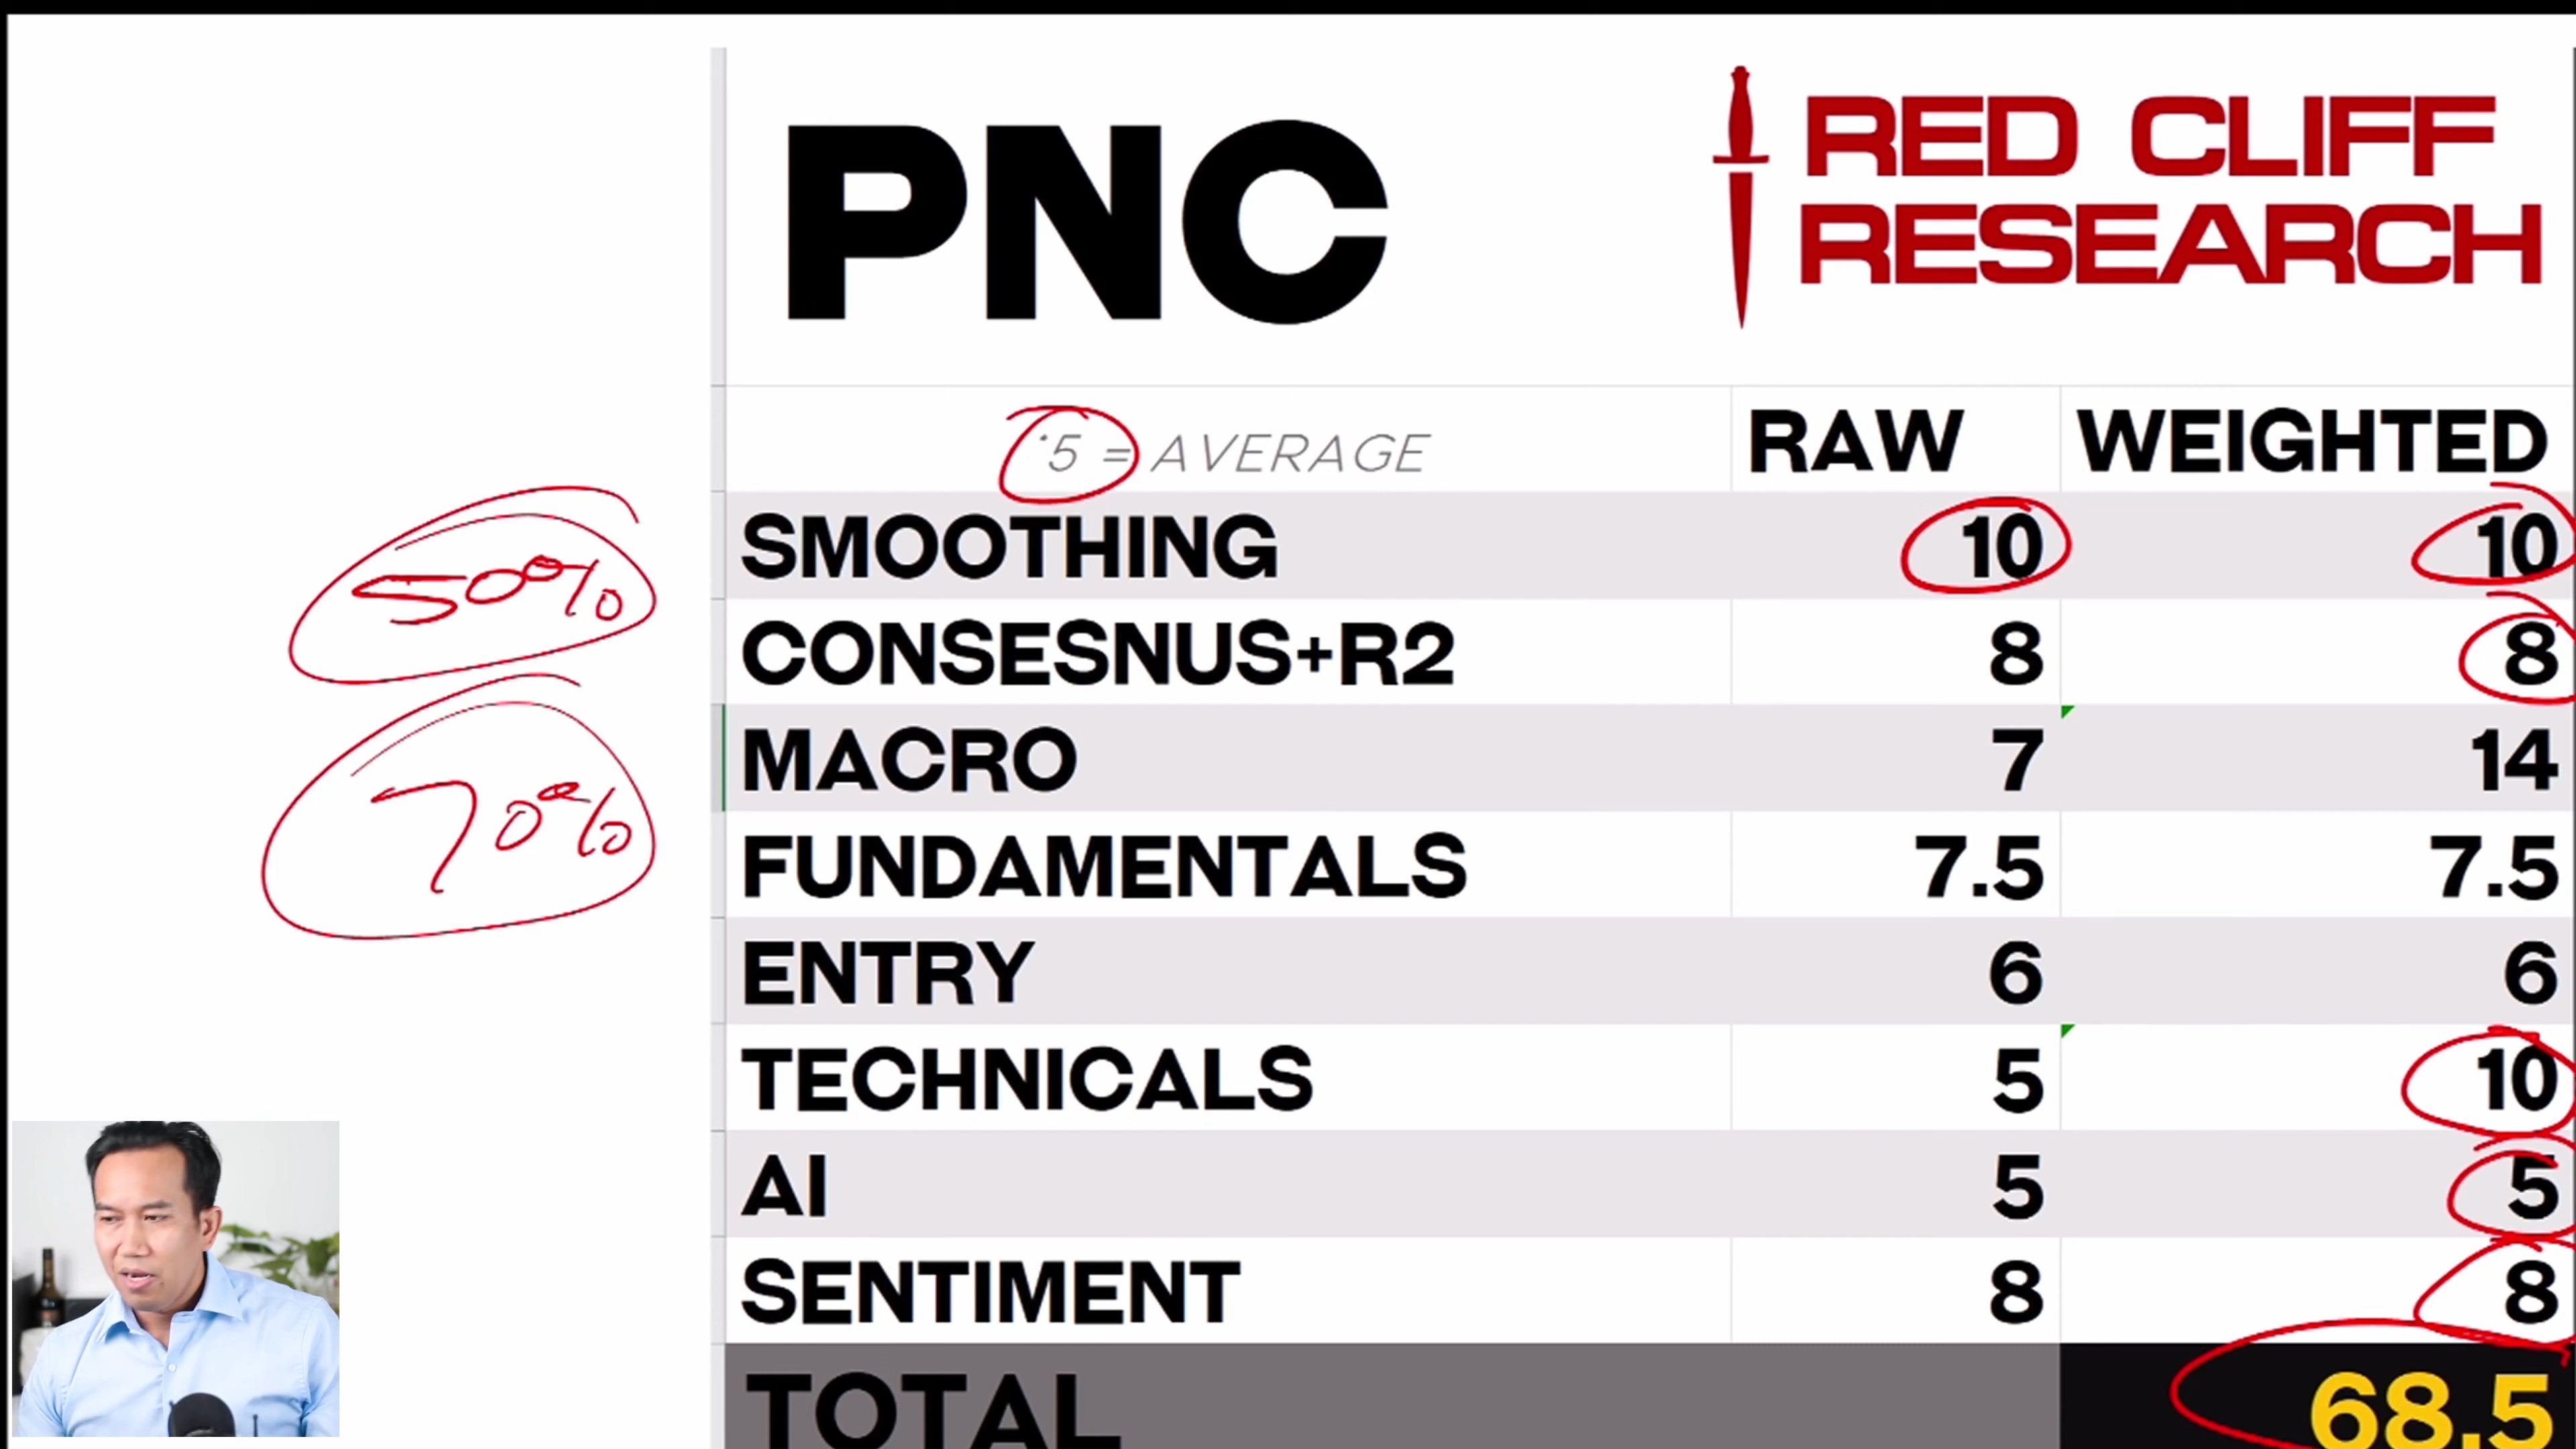 PNC
RED CLIFF
RESEARCH
*5 = AVERAGE RAW WEIGHTED
SMOOTHING 10 10
CONSESNUS+R2 8 8
MACRO 7 14
FUNDAMENTALS 7.5 7.5
ENTRY 6 6
TECHNICALS 5 10
AI 5 5
SENTIMENT 8 8
TOTAL 68.5
50%
70%